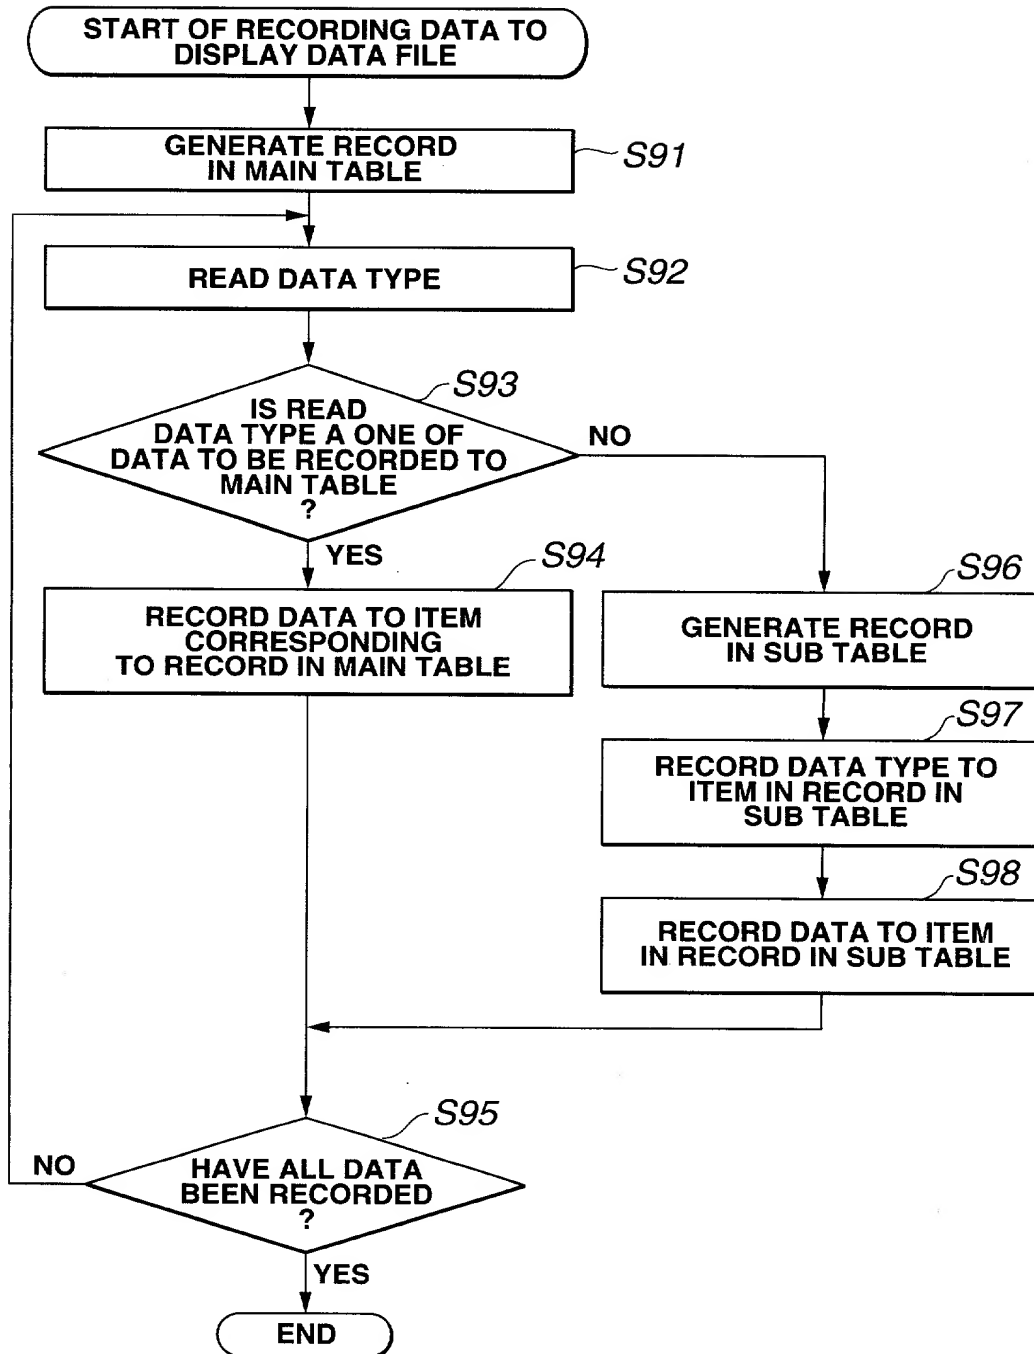 START OF RECORDING DATA TO
DISPLAY DATA FILE
GENERATE RECORD
IN MAIN TABLE
S91
READ DATA TYPE
S92
S93
IS READ
DATA TYPE A ONE OF
DATA TO BE RECORDED TO
MAIN TABLE
?
NO
YES
S94
RECORD DATA TO ITEM
CORRESPONDING
TO RECORD IN MAIN TABLE
S96
GENERATE RECORD
IN SUB TABLE
S97
RECORD DATA TYPE TO
ITEM IN RECORD IN
SUB TABLE
S98
RECORD DATA TO ITEM
IN RECORD IN SUB TABLE
S95
HAVE ALL DATA
BEEN RECORDED
?
NO
YES
END